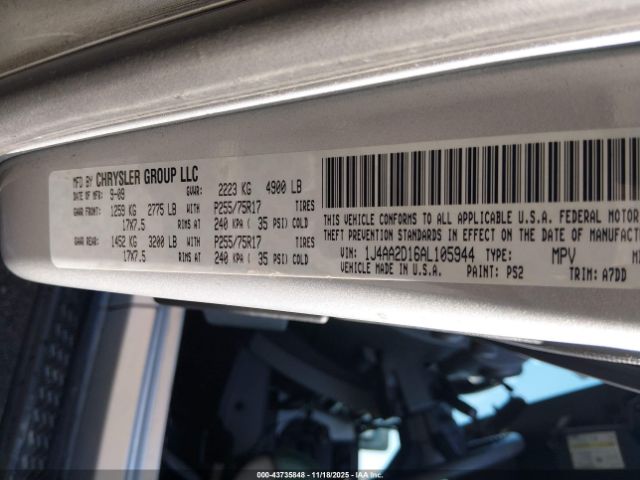 MFD BY CHRYSLER GROUP LLC
DATE OF MFR: 9-09 GVWR: 2223 KG 4900 LB
GAWR FRONT: 1259 KG 2775 LB WITH P255/75R17 TIRES
17X7.5 RIMS AT 240 KPA ( 35 PSI) COLD
GAWR REAR: 1452 KG 3200 LB WITH P255/75R17 TIRES
17X7.5 RIMS AT 240 KPA ( 35 PSI) COLD
THIS VEHICLE CONFORMS TO ALL APPLICABLE U.S.A. FEDERAL MOTOR
THEFT PREVENTION STANDARDS IN EFFECT ON THE DATE OF MANUFACTUR
VIN: 1J4AA2D16AL105944 TYPE: MPV
VEHICLE MADE IN U.S.A. PAINT: PS2 TRIM: A7DD
000-43735848 - 11/18/2025 - IAA Inc.